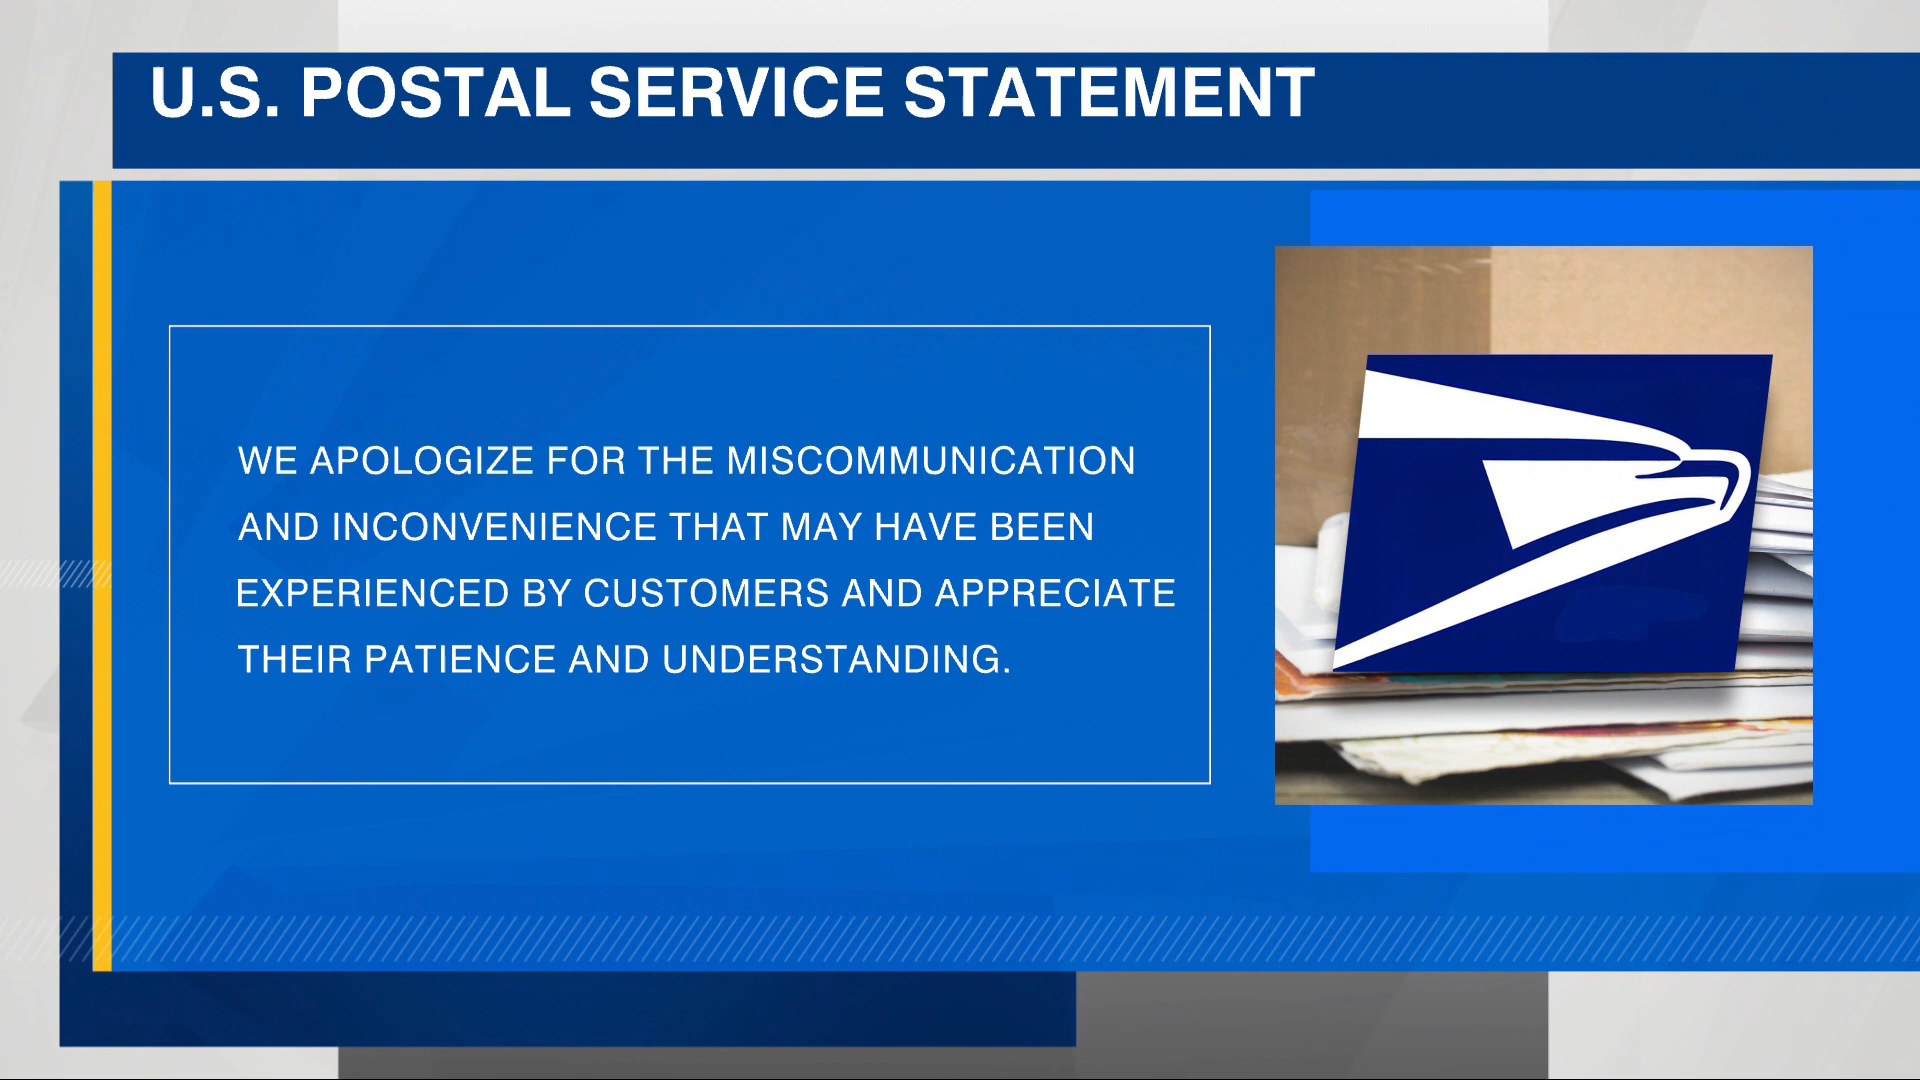 U.S. POSTAL SERVICE STATEMENT
WE APOLOGIZE FOR THE MISCOMMUNICATION
AND INCONVENIENCE THAT MAY HAVE BEEN
EXPERIENCED BY CUSTOMERS AND APPRECIATE
THEIR PATIENCE AND UNDERSTANDING.